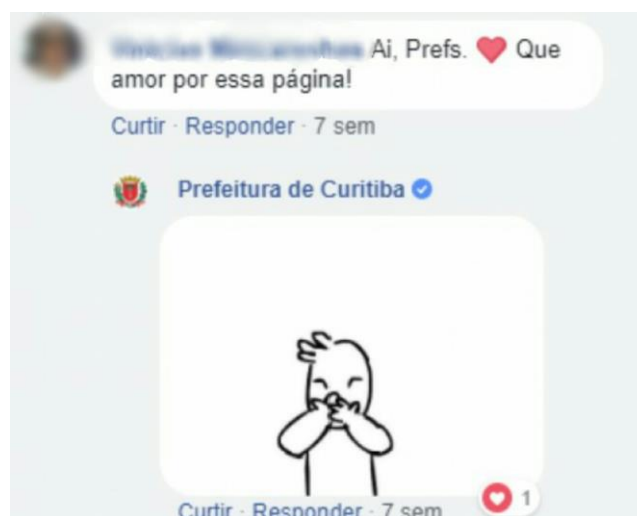 Ai, Prefs. ❤️ Que
amor por essa página!
Curtir · Responder · 7 sem
Prefeitura de Curitiba
1
Curtir · Responder · 7 sem